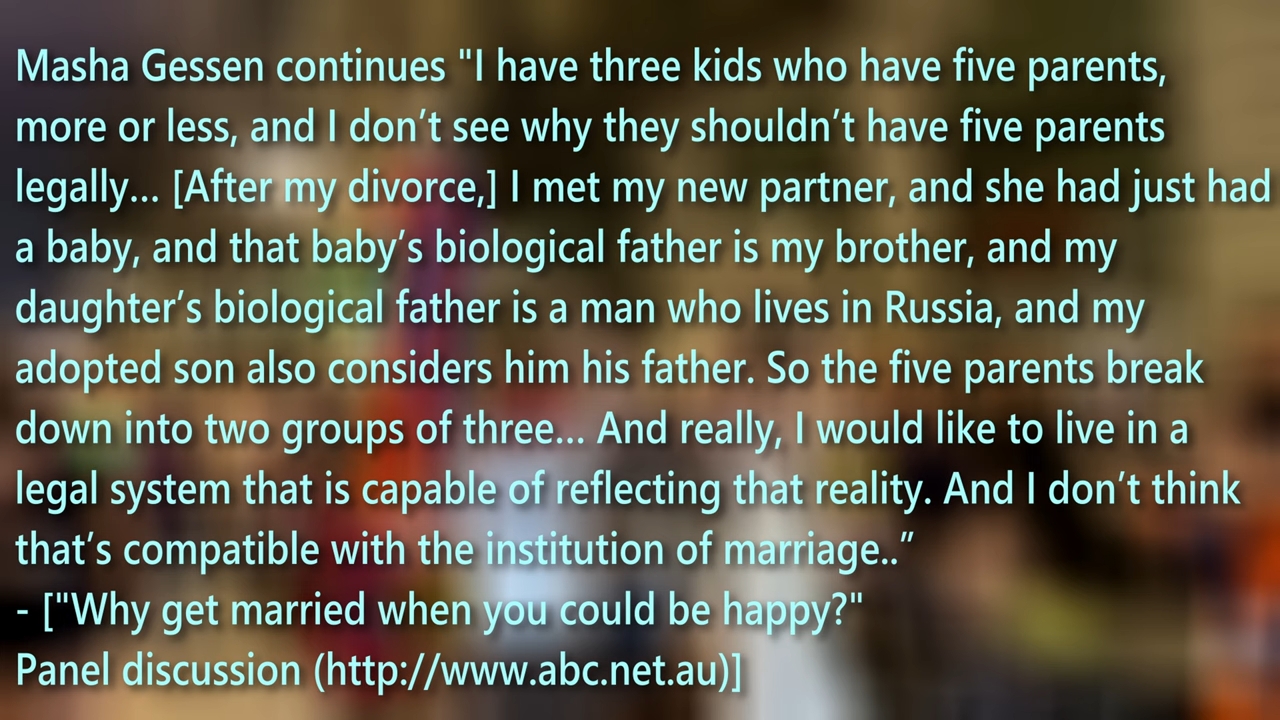 Masha Gessen continues "I have three kids who have five parents,
more or less, and I don’t see why they shouldn’t have five parents
legally... [After my divorce,] I met my new partner, and she had just had
a baby, and that baby’s biological father is my brother, and my
daughter’s biological father is a man who lives in Russia, and my
adopted son also considers him his father. So the five parents break
down into two groups of three... And really, I would like to live in a
legal system that is capable of reflecting that reality. And I don’t think
that’s compatible with the institution of marriage..”
- ["Why get married when you could be happy?"
Panel discussion (http://www.abc.net.au)]